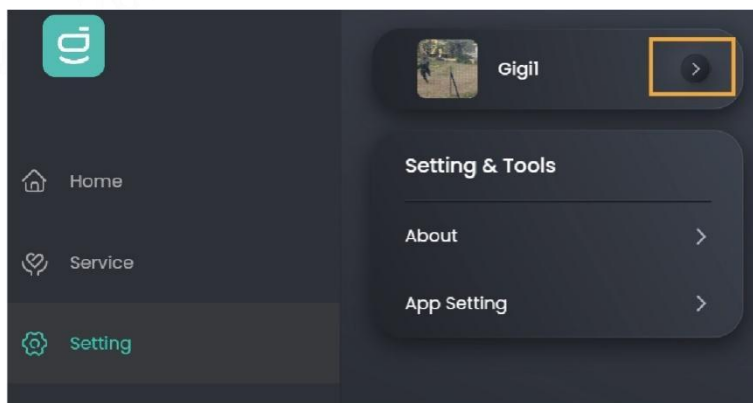 Gigi1
Setting & Tools
Home
About
Service
App Setting
Setting